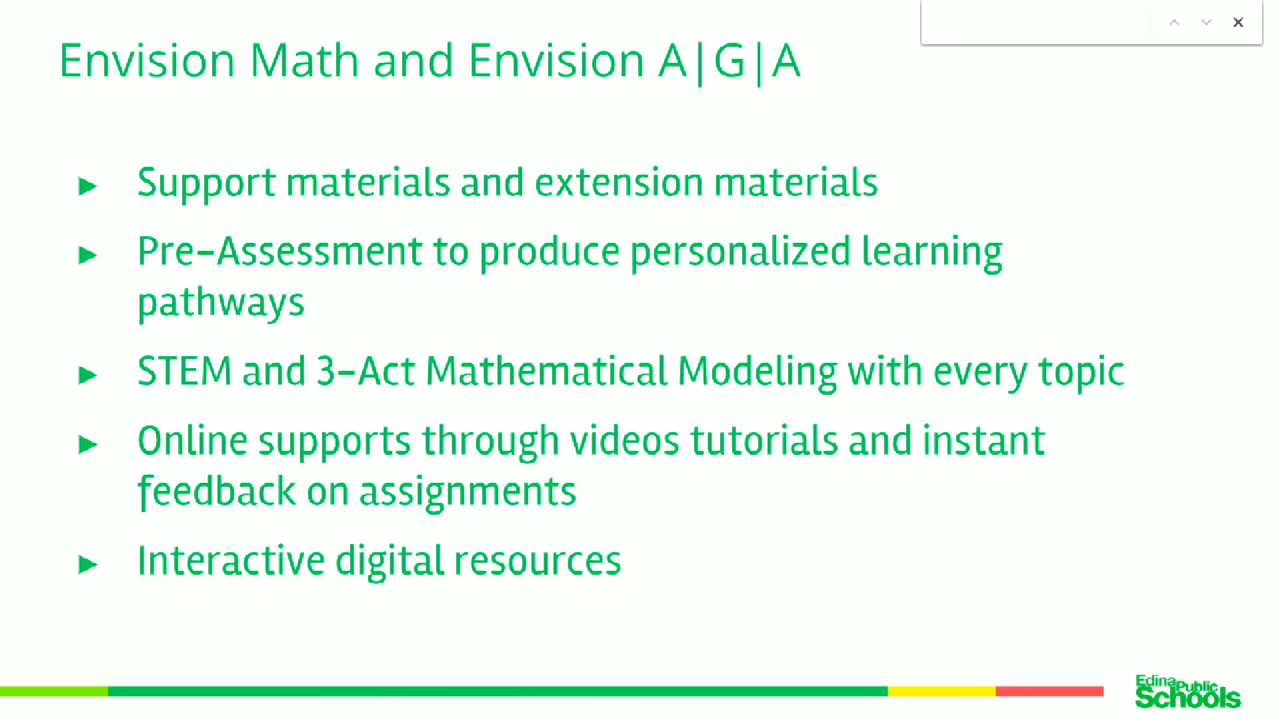 Envision Math and Envision A|G|A
► Support materials and extension materials
► Pre-Assessment to produce personalized learning
pathways
► STEM and 3-Act Mathematical Modeling with every topic
► Online supports through videos tutorials and instant
feedback on assignments
► Interactive digital resources
Edina Public
Schools